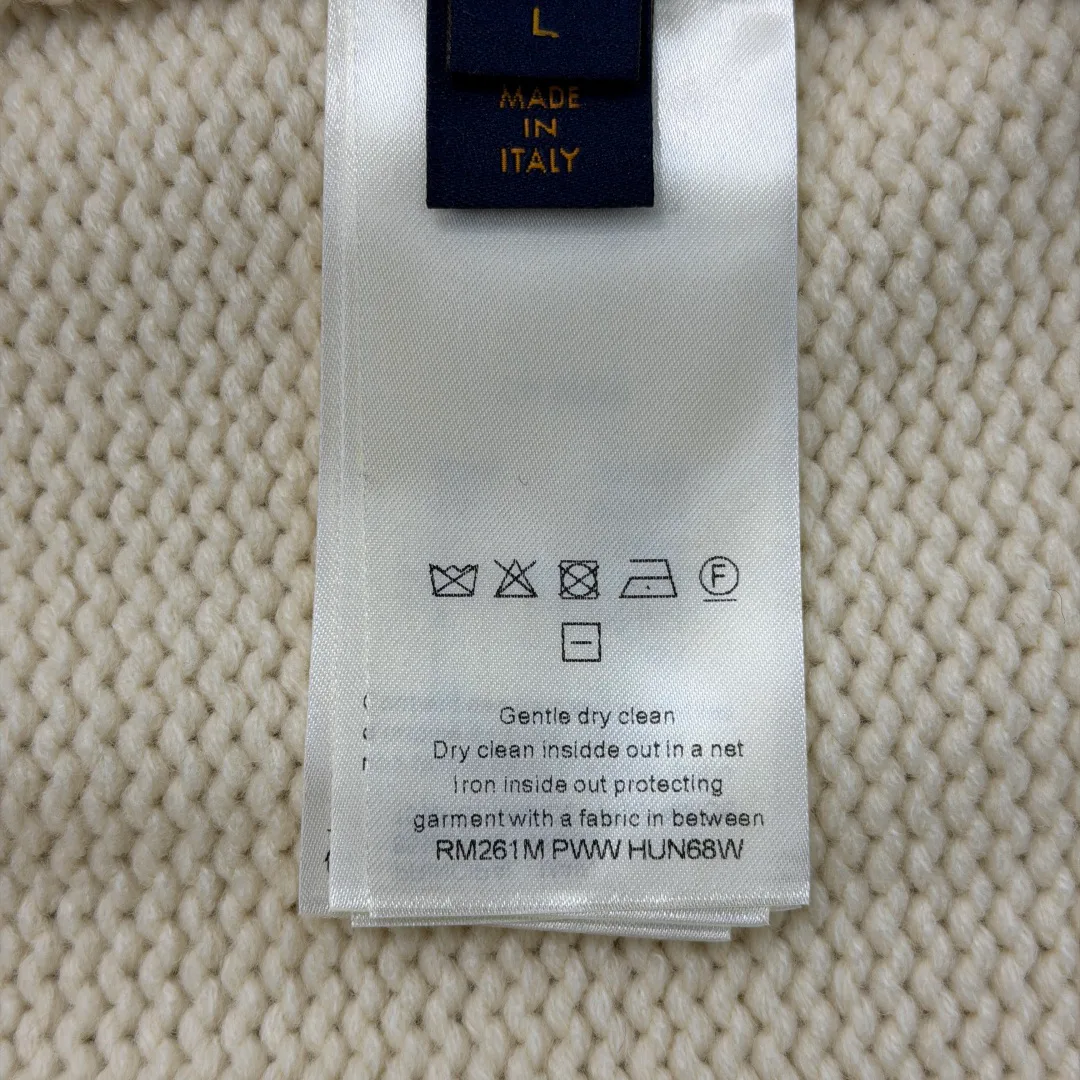 L
MADE
IN
ITALY
F
Gentle dry clean
Dry clean insidde out in a net
Iron inside out protecting
garment with a fabric in between
RM261M PWW HUN68W